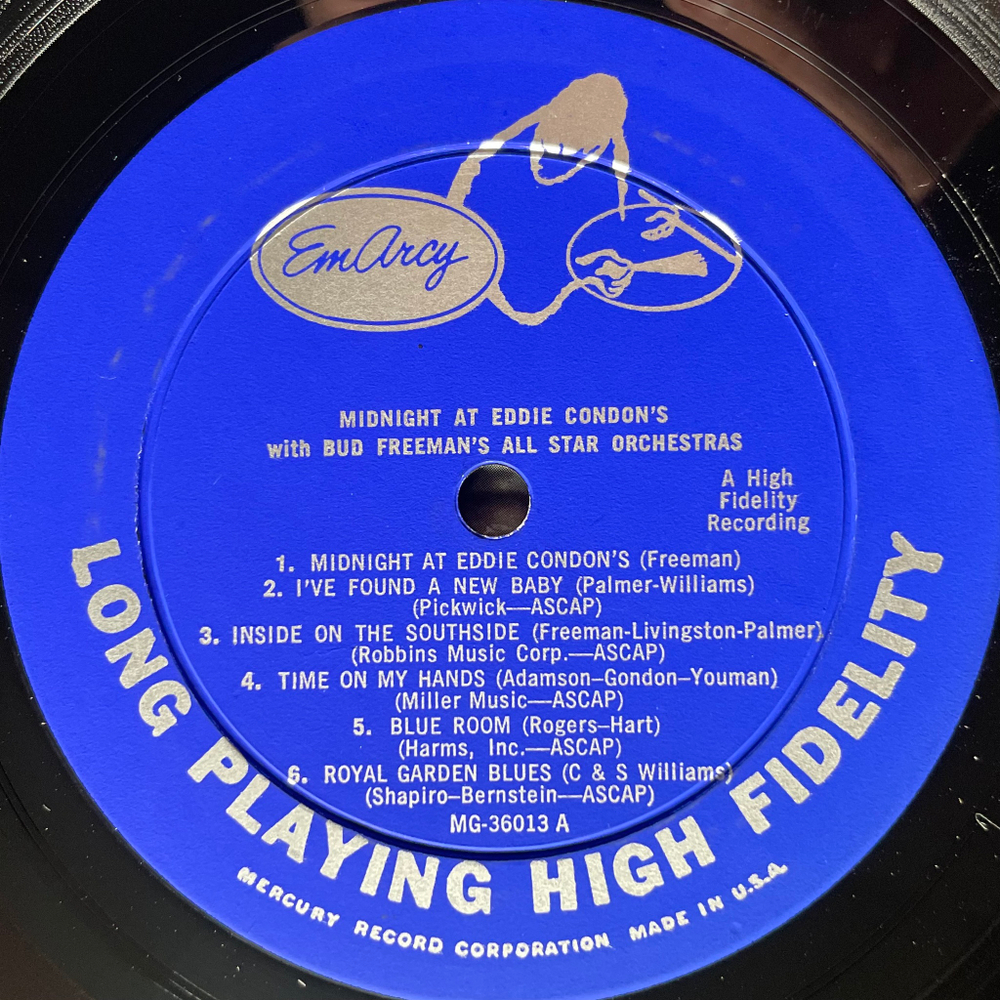 EmArcy
MIDNIGHT AT EDDIE CONDON'S
with BUD FREEMAN'S ALL STAR ORCHESTRAS
A High
Fidelity
Recording
1. MIDNIGHT AT EDDIE CONDON'S (Freeman)
2. I'VE FOUND A NEW BABY (Palmer-Williams)
(Pickwick—ASCAP)
3. INSIDE ON THE SOUTHSIDE (Freeman-Livingston-Palmer)
(Robbins Music Corp.—ASCAP)
4. TIME ON MY HANDS (Adamson–Gondon–Youman)
(Miller Music—ASCAP)
5. BLUE ROOM (Rogers–Hart)
(Harms, Inc.—ASCAP)
6. ROYAL GARDEN BLUES (C & S Williams)
(Shapiro–Bernstein—ASCAP)
MG-36013 A
LONG PLAYING HIGH FIDELITY
MERCURY RECORD CORPORATION MADE IN U.S.A.